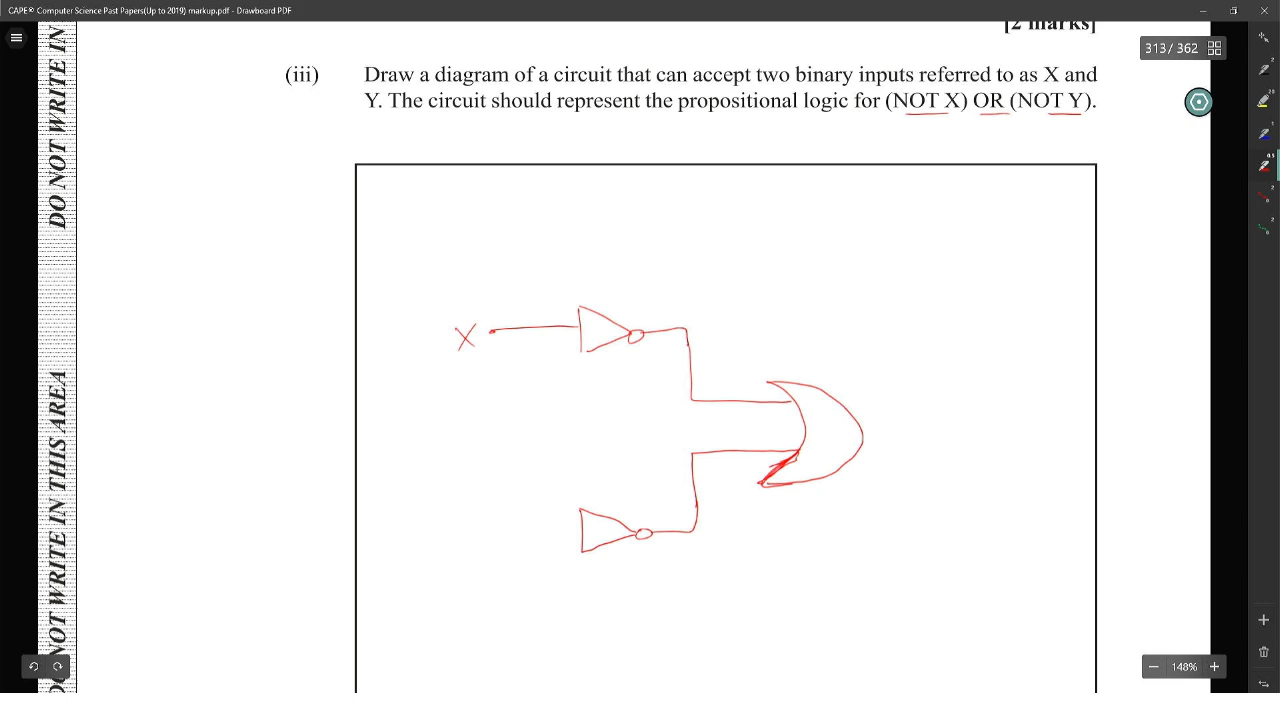 CAPE® Computer Science Past Papers(Up to 2019) markup.pdf - Drawboard PDF
[2 marks]
313 / 362
(iii) Draw a diagram of a circuit that can accept two binary inputs referred to as X and
Y. The circuit should represent the propositional logic for (NOT X) OR (NOT Y).
DO NOT WRITE IN
DO NOT WRITE IN THIS AREA
X
148%